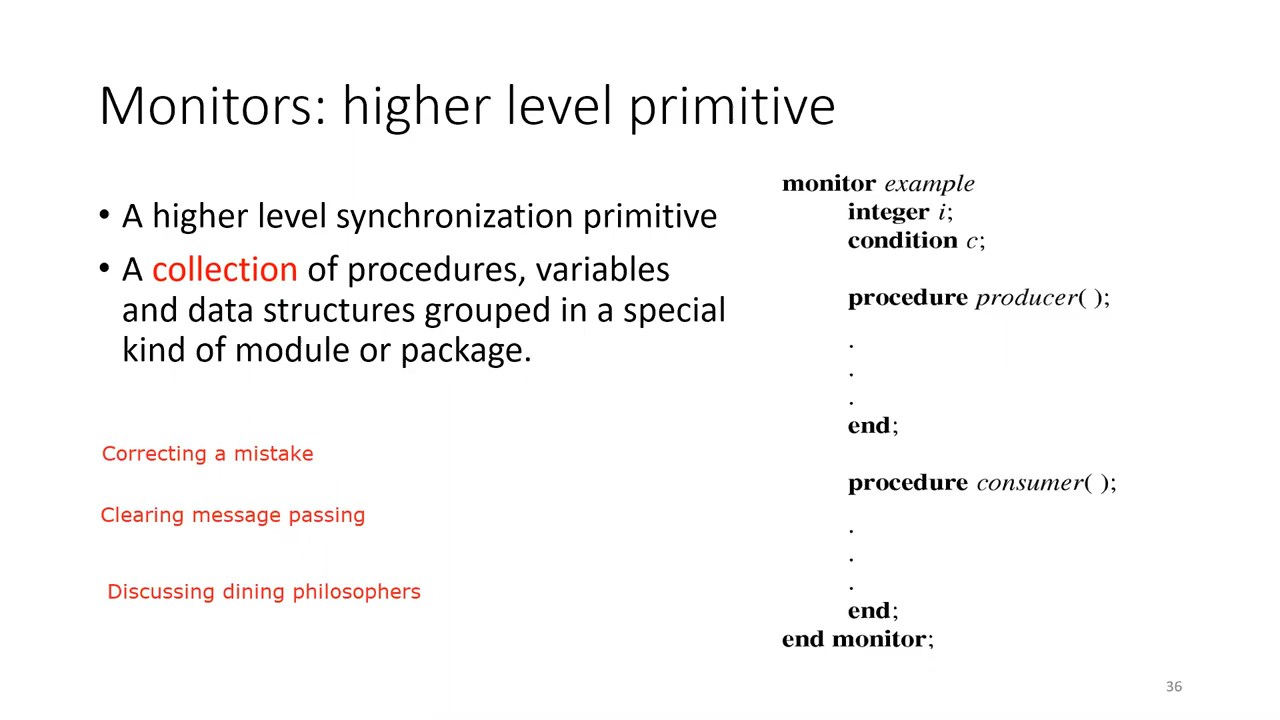 Monitors: higher level primitive
• A higher level synchronization primitive
• A collection of procedures, variables
and data structures grouped in a special
kind of module or package.
Correcting a mistake
Clearing message passing
Discussing dining philosophers
monitor example
integer i;
condition c;
procedure producer( );
.
.
.
end;
procedure consumer( );
.
.
.
end;
end monitor;
36